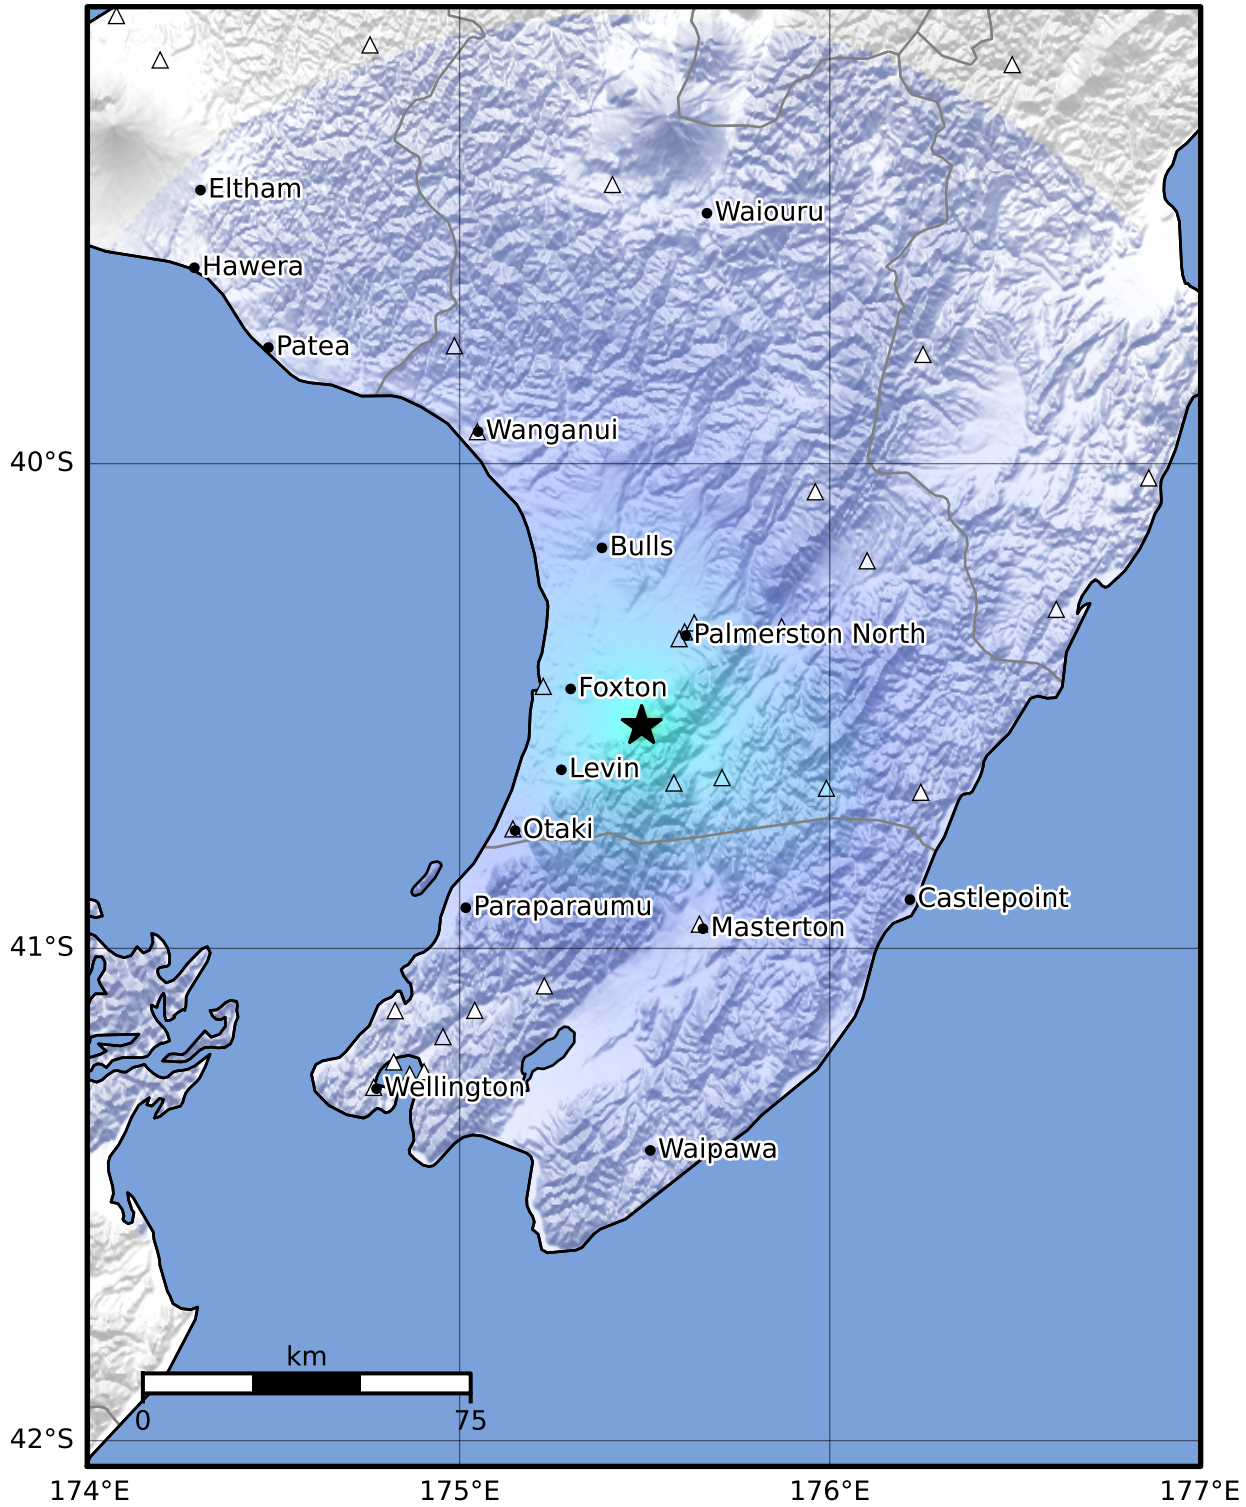 Eltham
Waiouru
Hawera
Patea
Wanganui
40°S
Bulls
Palmerston North
Foxton
Levin
Otaki
Castlepoint
Paraparaumu
Masterton
41°S
Wellington
Waipawa
km
0 75
42°S
174°E 175°E 176°E 177°E